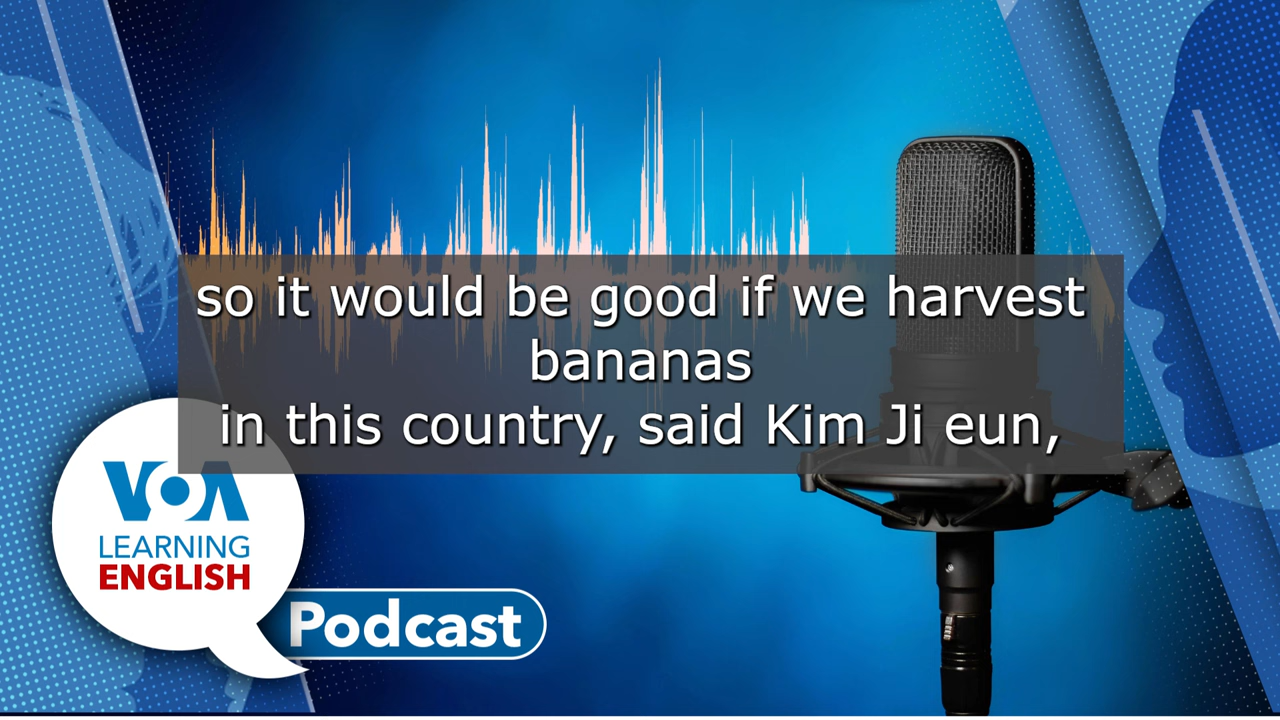 so it would be good if we harvest
bananas
in this country, said Kim Ji eun,
VOA
LEARNING
ENGLISH
Podcast